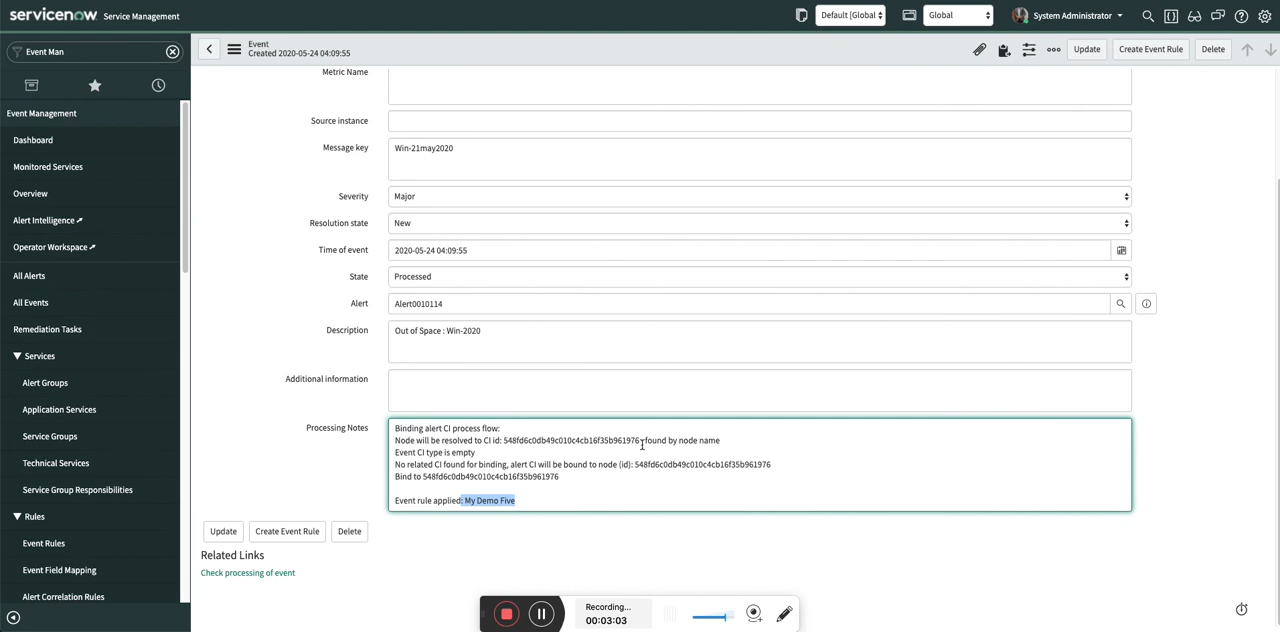 servicenow Service Management
Default [Global
Global
System Administrator
Event Man
Event
Created 2020-05-24 04:09:55
Update
Create Event Rule
Delete
Event Management
Dashboard
Monitored Services
Overview
Alert Intelligence
Operator Workspace
All Alerts
All Events
Remediation Tasks
Services
Alert Groups
Application Services
Service Groups
Technical Services
Service Group Responsibilities
Rules
Event Rules
Event Field Mapping
Alert Correlation Rules
Metric Name
Source instance
Message key
Win-21may2020
Severity
Major
Resolution state
New
Time of event
2020-05-24 04:09:55
State
Processed
Alert
Alert0010114
Description
Out of Space : Win-2020
Additional information
Processing Notes
Binding alert CI process flow:
Node will be resolved to CI id: 548fd6c0db49c010c4cb16f35b961976 found by node name
Event CI type is empty
No related CI found for binding, alert CI will be bound to node (id): 548fd6c0db49c010c4cb16f35b961976
Bind to 548fd6c0db49c010c4cb16f35b961976
Event rule applied: My Demo Five
Update
Create Event Rule
Delete
Related Links
Check processing of event
Recording...
00:03:03